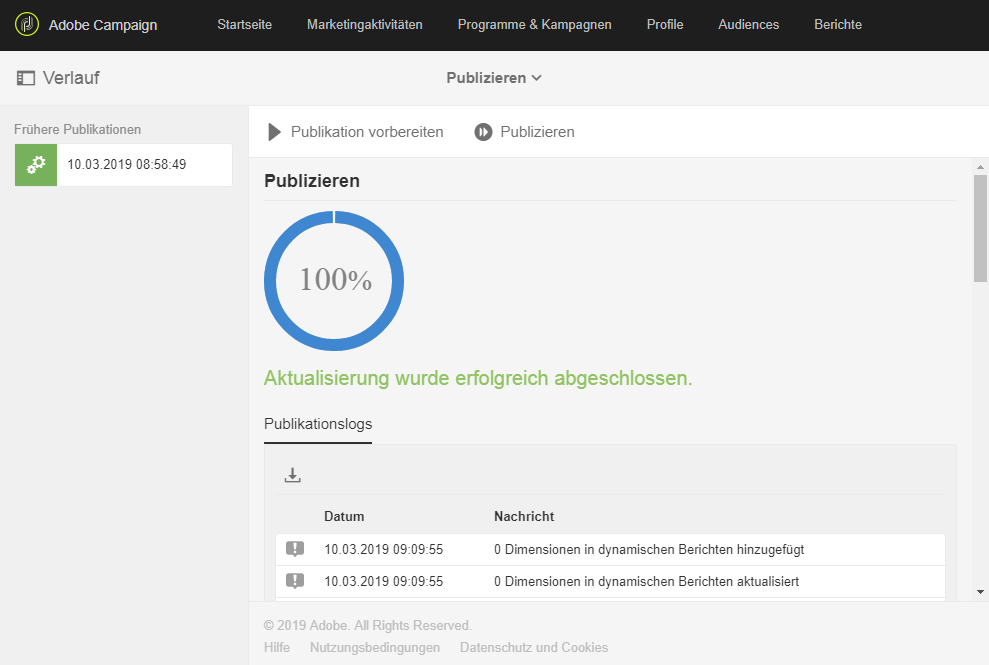 Adobe Campaign Startseite Marketingaktivitäten Programme & Kampagnen Profile Audiences Berichte
Verlauf Publizieren
Frühere Publikationen
10.03.2019 08:58:49
Publikation vorbereiten Publizieren
Publizieren
100%
Aktualisierung wurde erfolgreich abgeschlossen.
Publikationslogs
Datum Nachricht
10.03.2019 09:09:55 0 Dimensionen in dynamischen Berichten hinzugefügt
10.03.2019 09:09:55 0 Dimensionen in dynamischen Berichten aktualisiert
© 2019 Adobe. All Rights Reserved.
Hilfe Nutzungsbedingungen Datenschutz und Cookies